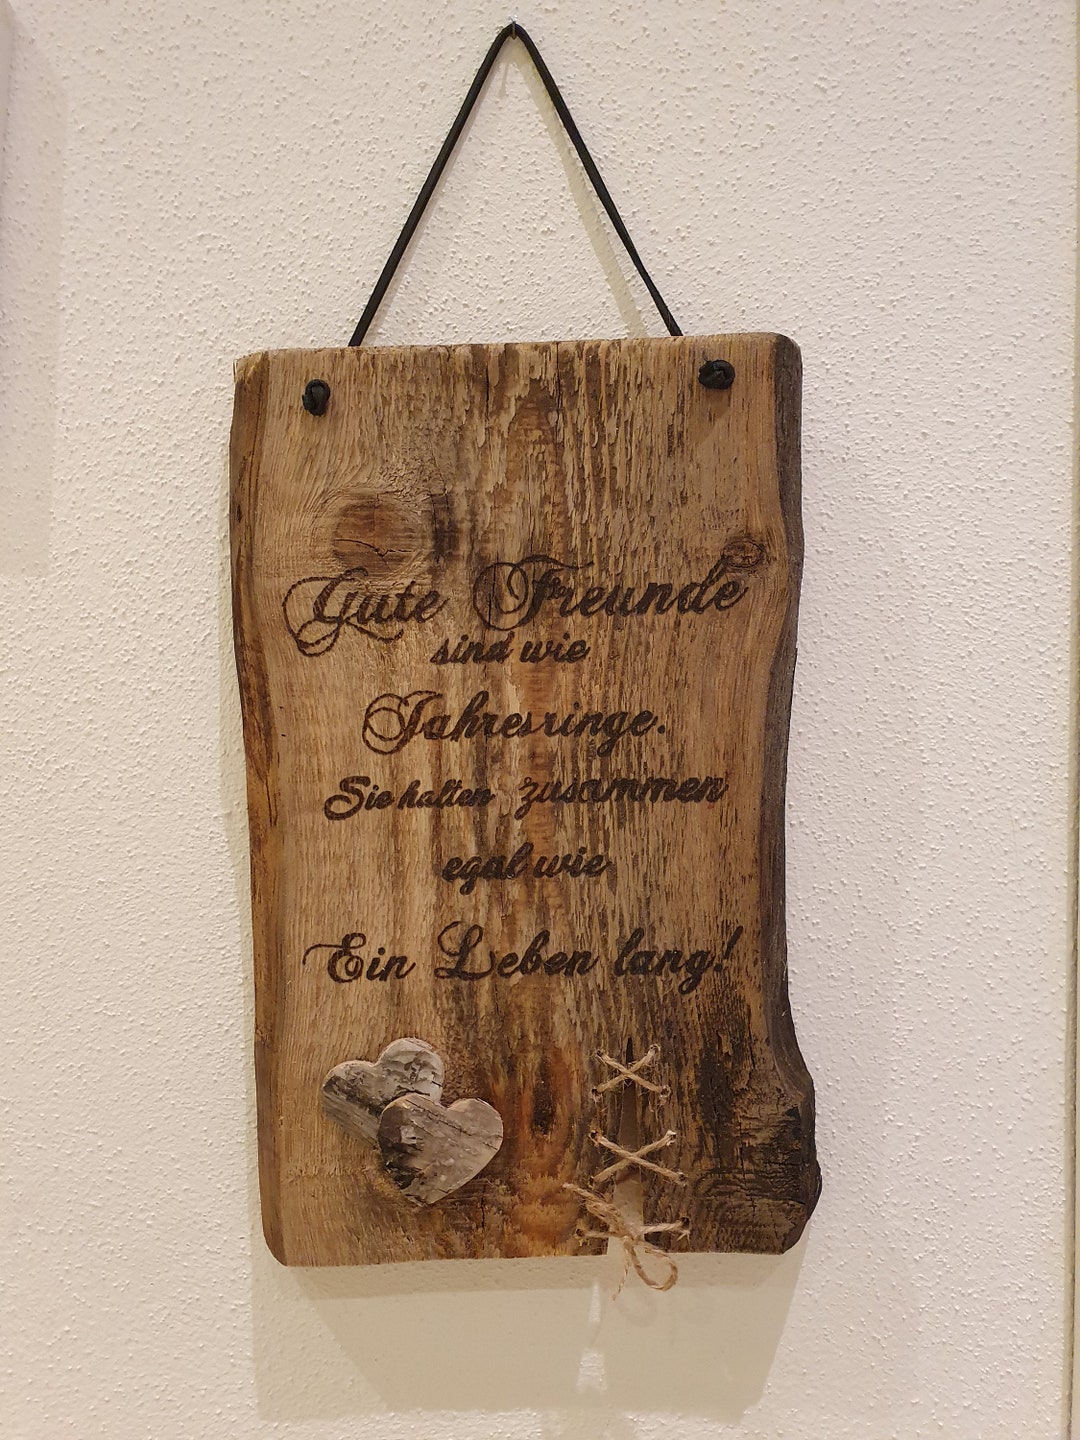 Gute Freunde
sind wie
Jahresringe.
Sie halten zusammen
egal wie
Ein Leben lang!